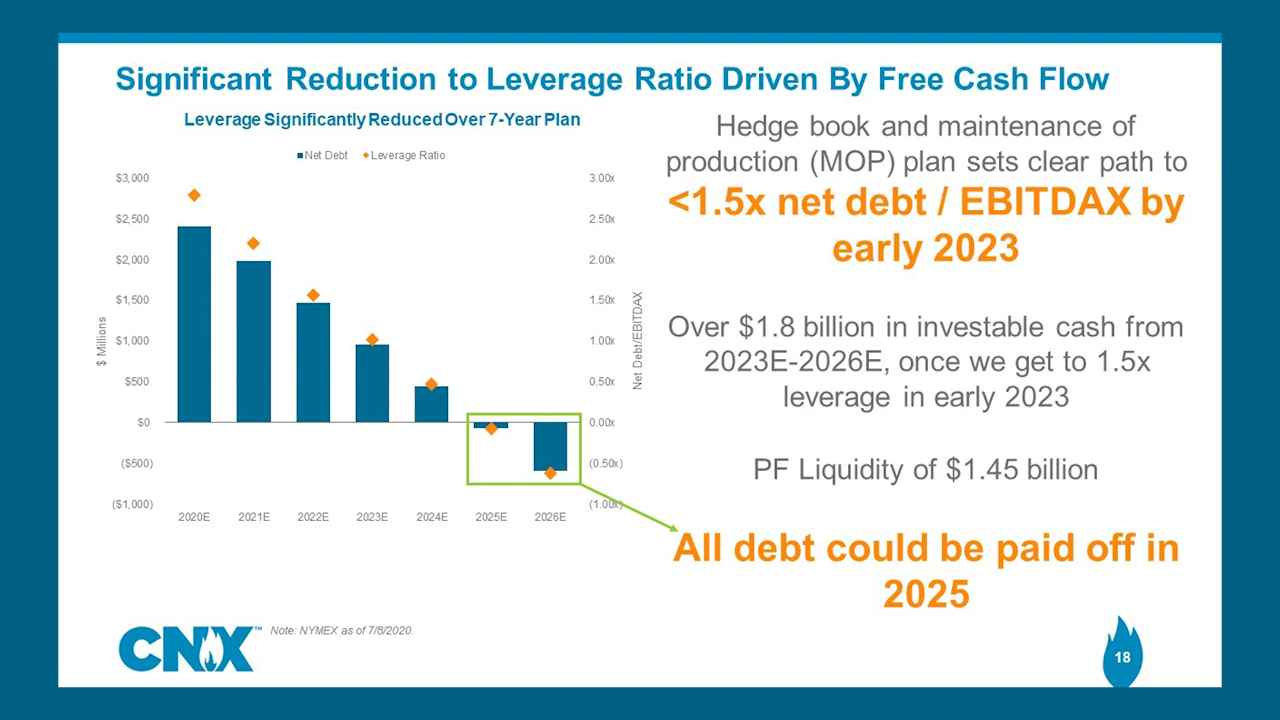 Significant Reduction to Leverage Ratio Driven By Free Cash Flow
Leverage Significantly Reduced Over 7-Year Plan
Net Debt
Leverage Ratio
$3,000
$2,500
$2,000
$1,500
$1,000
$500
$0
($500)
($1,000)
$ Millions
3.00x
2.50x
2.00x
1.50x
1.00x
0.50x
0.00x
(0.50x)
(1.00x)
Net Debt/EBITDAX
2020E
2021E
2022E
2023E
2024E
2025E
2026E
Hedge book and maintenance of
production (MOP) plan sets clear path to
<1.5x net debt / EBITDAX by
early 2023
Over $1.8 billion in investable cash from
2023E-2026E, once we get to 1.5x
leverage in early 2023
PF Liquidity of $1.45 billion
All debt could be paid off in
2025
CNX™
Note: NYMEX as of 7/8/2020.
18